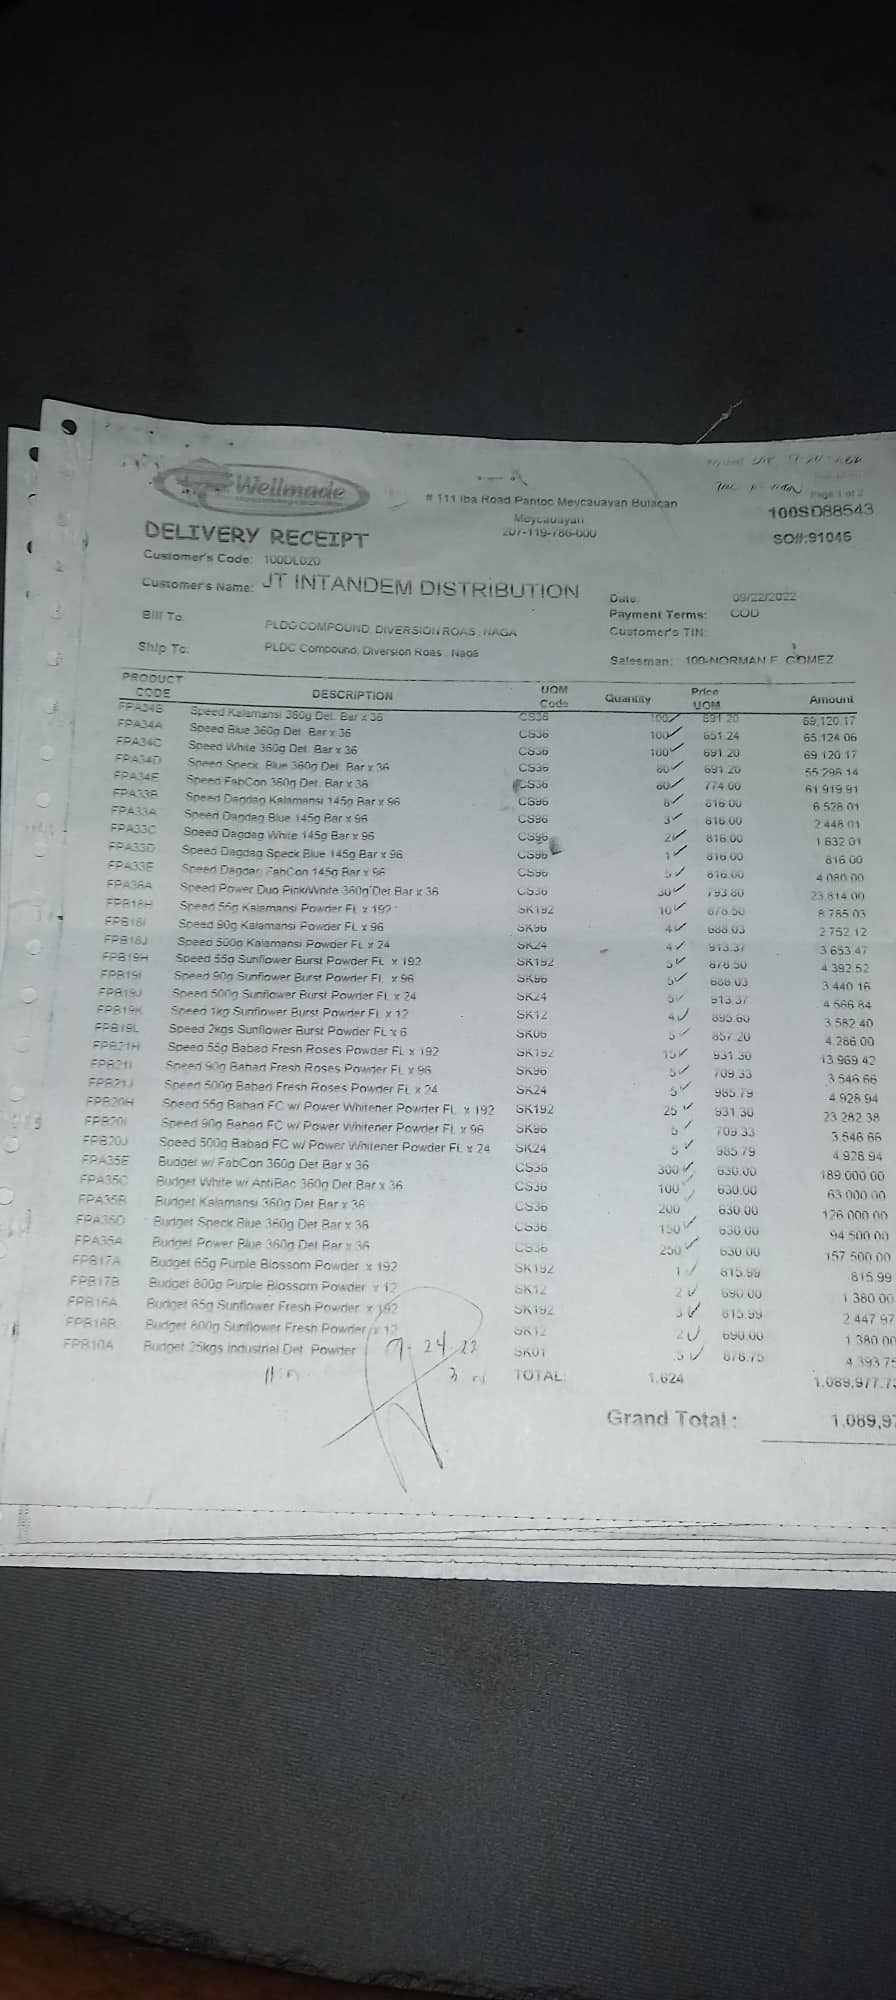 Wellmade
# 111 Iba Road Pantoc Meycauayan Bulacan
Meycauayan
207-119-786-000
Page 1 of 2
100SD88543
SO#:91045
DELIVERY RECEIPT
Customer's Code: 100DL020
Customer's Name: JT INTANDEM DISTRIBUTION
Date: 09/22/2022
Bill To: PLDC COMPOUND, DIVERSION ROAS , NAGA
Payment Terms: COD
Customer's TIN:
Ship To: PLDC Compound, Diversion Roas , Naga
Salesman: 100-NORMAN F. GOMEZ
PRODUCT CODE DESCRIPTION UOM Code Quantity Price UOM Amount
FPA34B Speed Kalamansi 360g Det. Bar x 36 CS36 100 691.20 69,120.17
FPA34A Speed Blue 360g Det. Bar x 36 CS36 100 651.24 65,124.06
FPA34C Speed White 360g Det. Bar x 36 CS36 100 691.20 69,120.17
FPA34D Speed Speck. Blue 360g Det. Bar x 36 CS36 80 691.20 55,296.14
FPA34E Speed FabCon 360g Det. Bar x 36 CS36 80 774.00 61,919.91
FPA33B Speed Dagdag Kalamansi 145g Bar x 96 CS96 8 816.00 6,528.01
FPA33A Speed Dagdag Blue 145g Bar x 96 CS96 3 816.00 2,448.01
FPA33C Speed Dagdag White 145g Bar x 96 CS96 2 816.00 1,632.01
FPA33D Speed Dagdag Speck Blue 145g Bar x 96 CS96 1 816.00 816.00
FPA33E Speed Dagdag FabCon 145g Bar x 96 CS96 5 816.00 4,080.00
FPA36A Speed Power Duo Pink/White 360g Det Bar x 36 CS36 30 793.80 23,814.00
FPB18H Speed 55g Kalamansi Powder FL x 192 SK192 10 878.50 8,785.03
FPB18I Speed 90g Kalamansi Powder FL x 96 SK96 4 688.03 2,752.12
FPB18J Speed 500g Kalamansi Powder FL x 24 SK24 4 913.37 3,653.47
FPB19H Speed 55g Sunflower Burst Powder FL x 192 SK192 5 878.50 4,392.52
FPB19I Speed 90g Sunflower Burst Powder FL x 96 SK96 5 688.03 3,440.16
FPB19J Speed 500g Sunflower Burst Powder FL x 24 SK24 5 913.37 4,566.84
FPB19K Speed 1kg Sunflower Burst Powder FL x 12 SK12 4 895.60 3,582.40
FPB19L Speed 2kgs Sunflower Burst Powder FL x 6 SK06 5 857.20 4,286.00
FPB21H Speed 55g Babad Fresh Roses Powder FL x 192 SK192 15 931.30 13,969.42
FPB21I Speed 90g Babad Fresh Roses Powder FL x 96 SK96 5 709.33 3,546.66
FPB21J Speed 500g Babad Fresh Roses Powder FL x 24 SK24 5 985.79 4,928.94
FPB20H Speed 55g Babad FC w/ Power Whitener Powder FL x 192 SK192 25 931.30 23,282.38
FPB20I Speed 90g Babad FC w/ Power Whitener Powder FL x 96 SK96 5 709.33 3,546.66
FPB20J Speed 500g Babad FC w/ Power Whitener Powder FL x 24 SK24 5 985.79 4,928.94
FPA35E Budget w/ FabCon 360g Det Bar x 36 CS36 300 630.00 189,000.00
FPA35C Budget White w/ AntiBac 360g Det Bar x 36 CS36 100 630.00 63,000.00
FPA35B Budget Kalamansi 360g Det Bar x 36 CS36 200 630.00 126,000.00
FPA35D Budget Speck Blue 360g Det Bar x 36 CS36 150 630.00 94,500.00
FPA35A Budget Power Blue 360g Det Bar x 36 CS36 250 630.00 157,500.00
FPB17A Budget 65g Purple Blossom Powder x 192 SK192 1 815.99 815.99
FPB17B Budget 800g Purple Blossom Powder x 12 SK12 2 690.00 1,380.00
FPB16A Budget 65g Sunflower Fresh Powder x 192 SK192 3 815.99 2,447.97
FPB16B Budget 800g Sunflower Fresh Powder x 12 SK12 2 690.00 1,380.00
FPB10A Budget 25kgs Industrial Det. Powder SK01 5 878.75 4,393.75
9-24-22
TOTAL: 1,624 1,089,977.7
Grand Total : 1,089,97